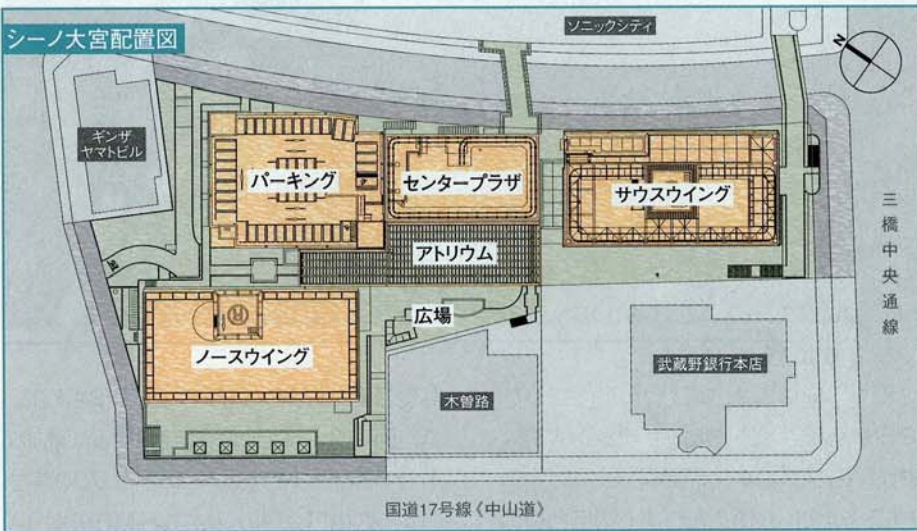 シーノ大宮配置図
ソニックシティ
N
ギンザ
ヤマトビル
パーキング
センタープラザ
サウスウイング
三橋中央通線
アトリウム
広場
R
ノースウイング
武蔵野銀行本店
木曽路
国道17号線《中山道》